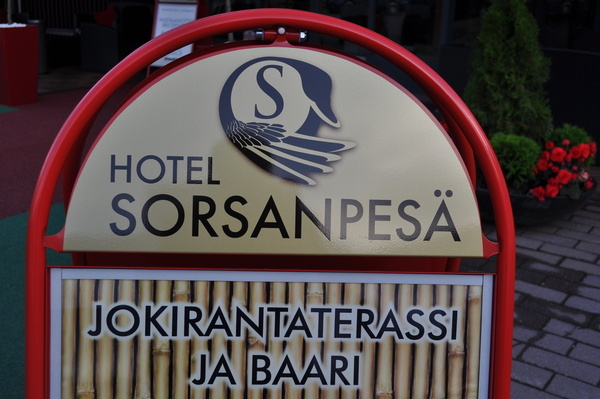 S
HOTEL
SORSANPESÄ
JOKIRANTATERASSI
JA BAARI